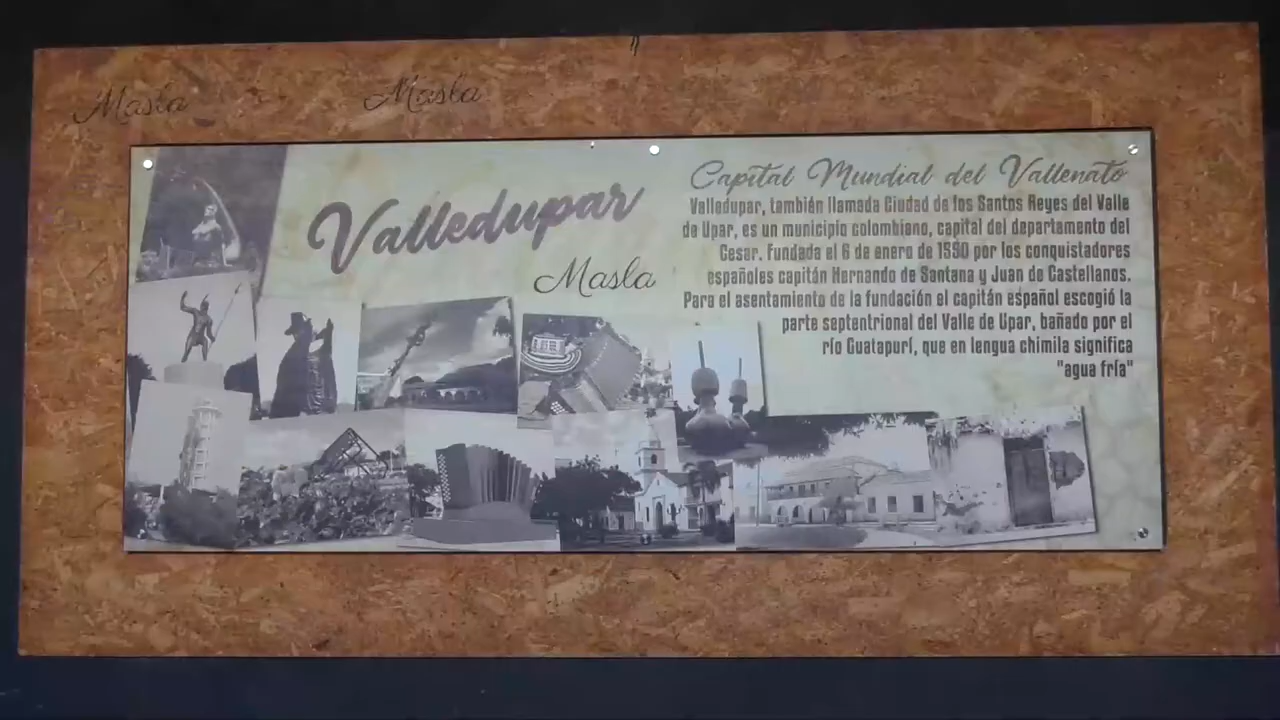 Masla
Masla
Valledupar
Masla
Capital Mundial del Vallenato
Valledupar, también llamada Ciudad de los Santos Reyes del Valle
de Upar, es un municipio colombiano, capital del departamento del
Cesar. Fundada el 6 de enero de 1550 por los conquistadores
españoles capitán Hernando de Santana y Juan de Castellanos.
Para el asentamiento de la fundación el capitán español escogió la
parte septentrional del Valle de Upar, bañado por el
río Guatapurí, que en lengua chimila significa
"agua fría"